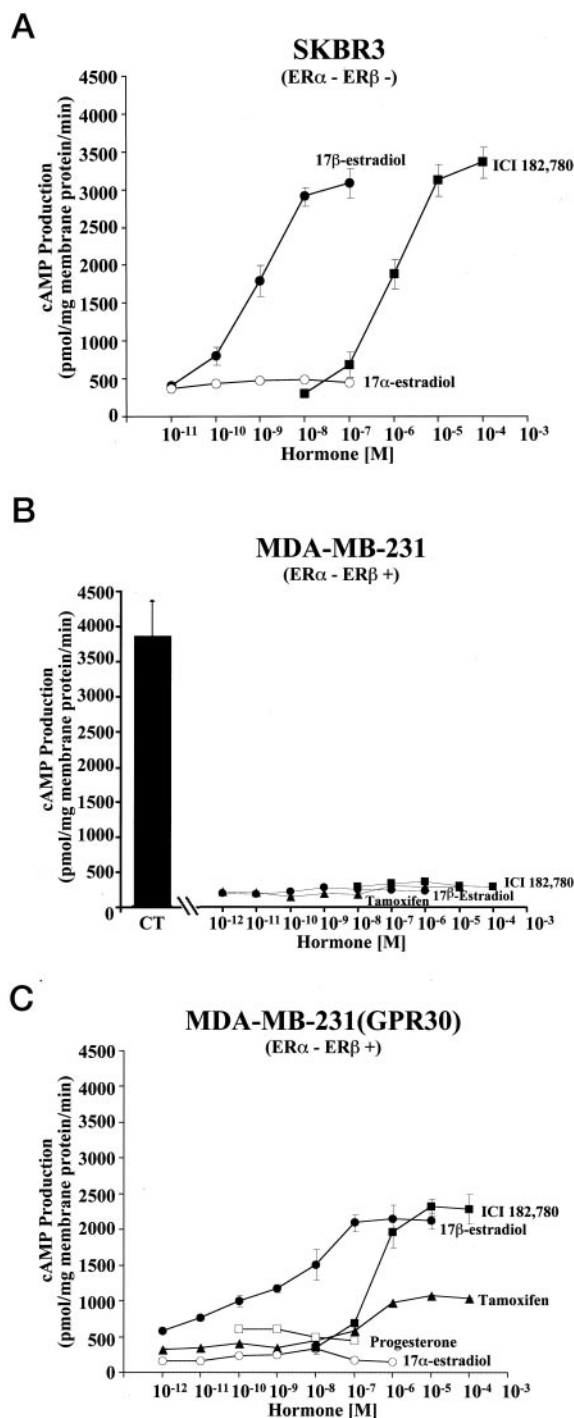 A
SKBR3
(ERα - ERβ -)
cAMP Production
(pmol/mg membrane protein/min)
4500
4000
3500
3000
2500
2000
1500
1000
500
0
17β-estradiol
ICI 182,780
17α-estradiol
10⁻¹¹ 10⁻¹⁰ 10⁻⁹ 10⁻⁸ 10⁻⁷ 10⁻⁶ 10⁻⁵ 10⁻⁴ 10⁻³
Hormone [M]
B
MDA-MB-231
(ERα - ERβ +)
cAMP Production
(pmol/mg membrane protein/min)
4500
4000
3500
3000
2500
2000
1500
1000
500
0
ICI 182,780
Tamoxifen 17β-Estradiol
CT
10⁻¹² 10⁻¹¹ 10⁻¹⁰ 10⁻⁹ 10⁻⁸ 10⁻⁷ 10⁻⁶ 10⁻⁵ 10⁻⁴ 10⁻³
Hormone [M]
C
MDA-MB-231(GPR30)
(ERα - ERβ +)
cAMP Production
(pmol/mg membrane protein/min)
4500
4000
3500
3000
2500
2000
1500
1000
500
0
ICI 182,780
17β-estradiol
Tamoxifen
Progesterone
17α-estradiol
10⁻¹² 10⁻¹¹ 10⁻¹⁰ 10⁻⁹ 10⁻⁸ 10⁻⁷ 10⁻⁶ 10⁻⁵ 10⁻⁴ 10⁻³
Hormone [M]